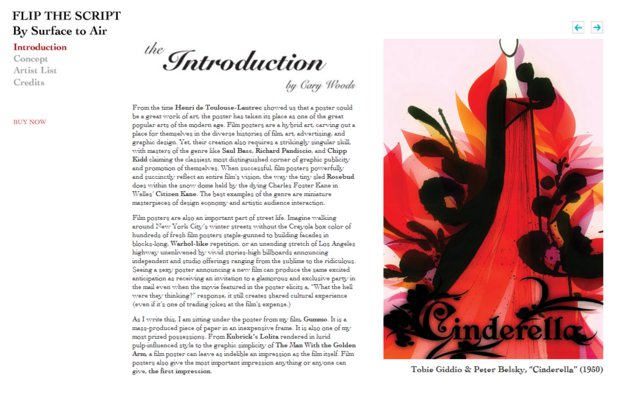 FLIP THE SCRIPT
By Surface to Air
Introduction
Concept
Artist List
Credits
BUY NOW
the
Introduction
by Cary Woods
From the time Henri de Toulouse-Lautrec showed us that a poster could
be a great work of art, the poster has taken its place as one of the great
popular arts of the modern age. Film posters are a hybrid art, carving out a
place for themselves in the diverse histories of film, art, advertising, and
graphic design. Yet, their creation also requires a strikingly singular skill,
with masters of the genre like Saul Bass, Richard Pandiscio, and Chipp
Kidd claiming the classiest, most distinguished corner of graphic publicity
and promotion of themselves. When successful, film posters powerfully
and succinctly reflect an entire film's vision, the way the tiny sled Rosebud
does within the snow dome held by the dying Charles Foster Kane in
Welles' Citizen Kane. The best examples of the genre are miniature
masterpieces of design economy and artistic audience interaction.
Film posters are also an important part of street life. Imagine walking
around New York City's winter streets without the Crayola box color of
hundreds of fresh film posters staple-gunned to building facades in
blocks-long, Warhol-like repetition, or an unending stretch of Los Angeles
highway unenlivened by vivid stories-high billboards announcing
independent and studio offerings ranging from the sublime to the ridiculous.
Seeing a sexy poster announcing a new film can produce the same excited
anticipation as receiving an invitation to a glamorous and exclusive party in
the mail even when the movie featured in the poster elicits a, "What the hell
were they thinking?" response, it still creates shared cultural experience
(even if it's one of trading jokes at the film's expense.)
As I write this, I am sitting under the poster from my film, Gummo. It is a
mass-produced piece of paper in an inexpensive frame. It is also one of my
most prized possessions. From Kubrick's Lolita rendered in lurid
pulp-influenced style to the graphic simplicity of The Man With the Golden
Arm, a film poster can leave as indelible an impression as the film itself. Film
posters also give the most important impression anything or anyone can
give, the first impression.
Cinderella
Tobie Giddio & Peter Belsky, "Cinderella" (1950)